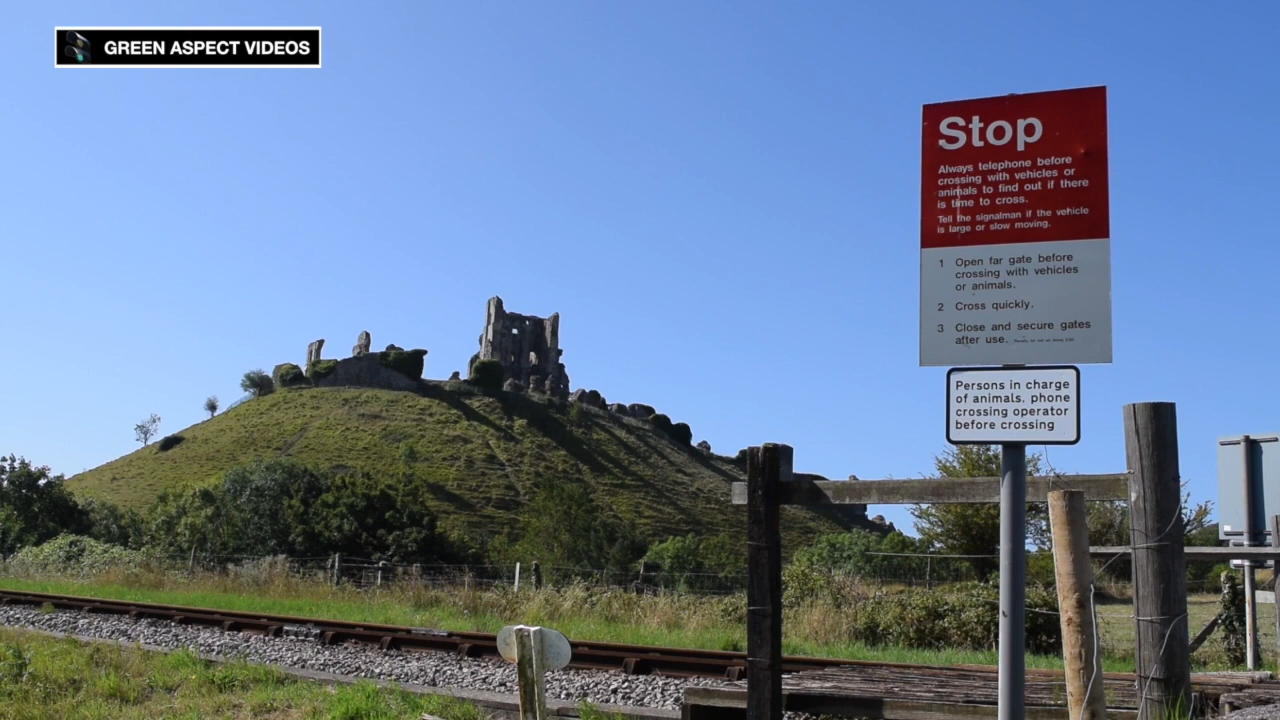 GREEN ASPECT VIDEOS
Stop
Always telephone before
crossing with vehicles or
animals to find out if there
is time to cross.
Tell the signalman if the vehicle
is large or slow moving.
1 Open far gate before
crossing with vehicles
or animals.
2 Cross quickly.
3 Close and secure gates
after use.
Persons in charge
of animals. phone
crossing operator
before crossing